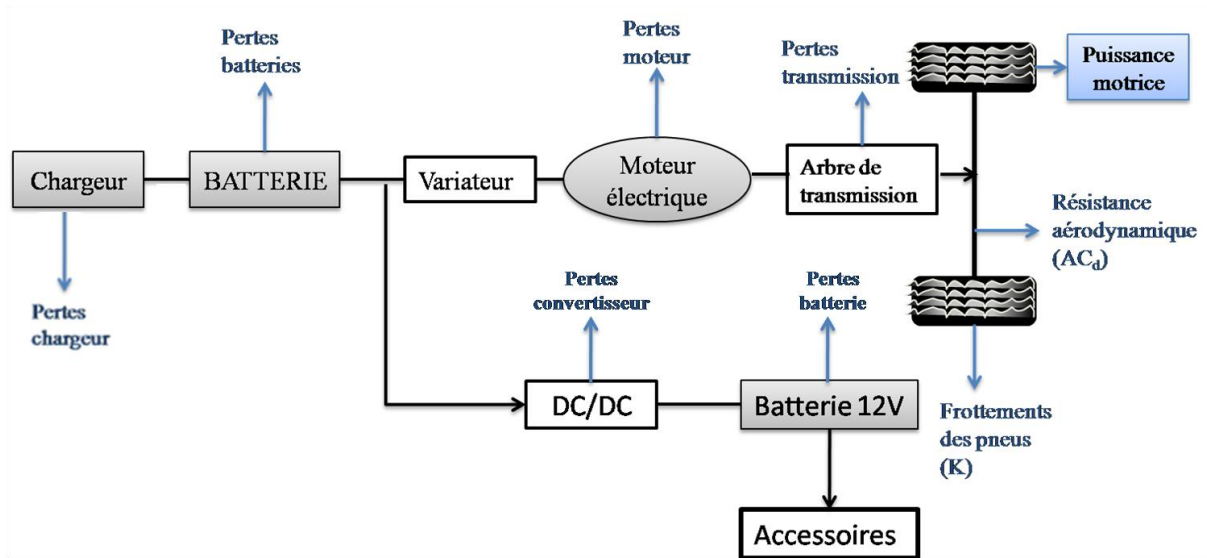 Pertes
batteries
Pertes
moteur
Pertes
transmission
Puissance
motrice
Chargeur
BATTERIE
Variateur
Moteur
électrique
Arbre de
transmission
Résistance
aérodynamique
(ACd)
Pertes
chargeur
Pertes
convertisseur
Pertes
batterie
DC/DC
Batterie 12V
Frottements
des pneus
(K)
Accessoires